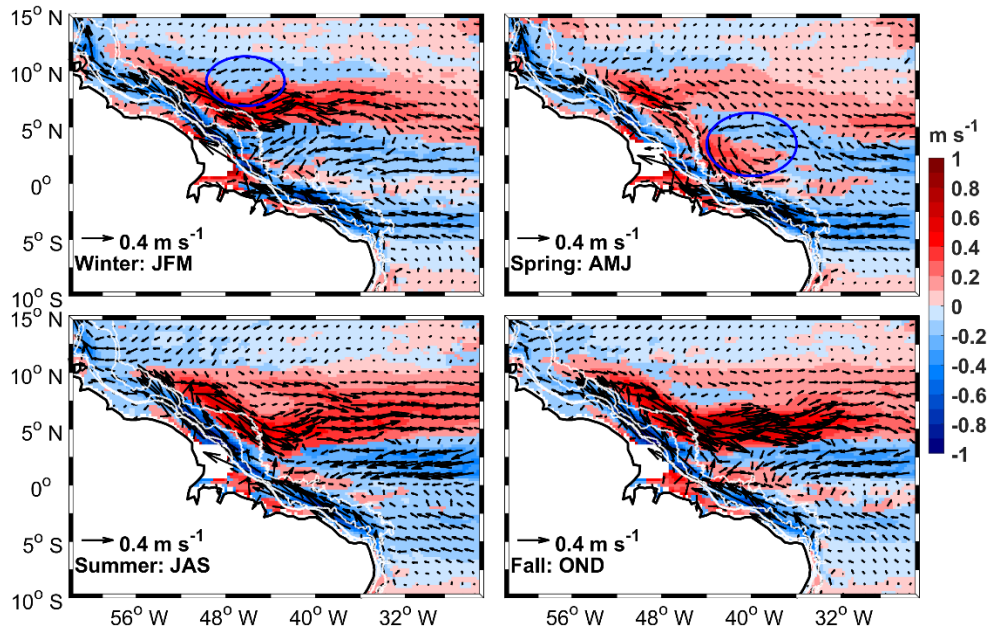 15° N
10° N
5° N
0°
5° S
10° S
0.4 m s⁻¹
Winter: JFM
0.4 m s⁻¹
Spring: AMJ
m s⁻¹
1
0.8
0.6
0.4
0.2
0
-0.2
-0.4
-0.6
-0.8
-1
15° N
10° N
5° N
0°
5° S
10° S
0.4 m s⁻¹
Summer: JAS
0.4 m s⁻¹
Fall: OND
56° W
48° W
40° W
32° W
56° W
48° W
40° W
32° W